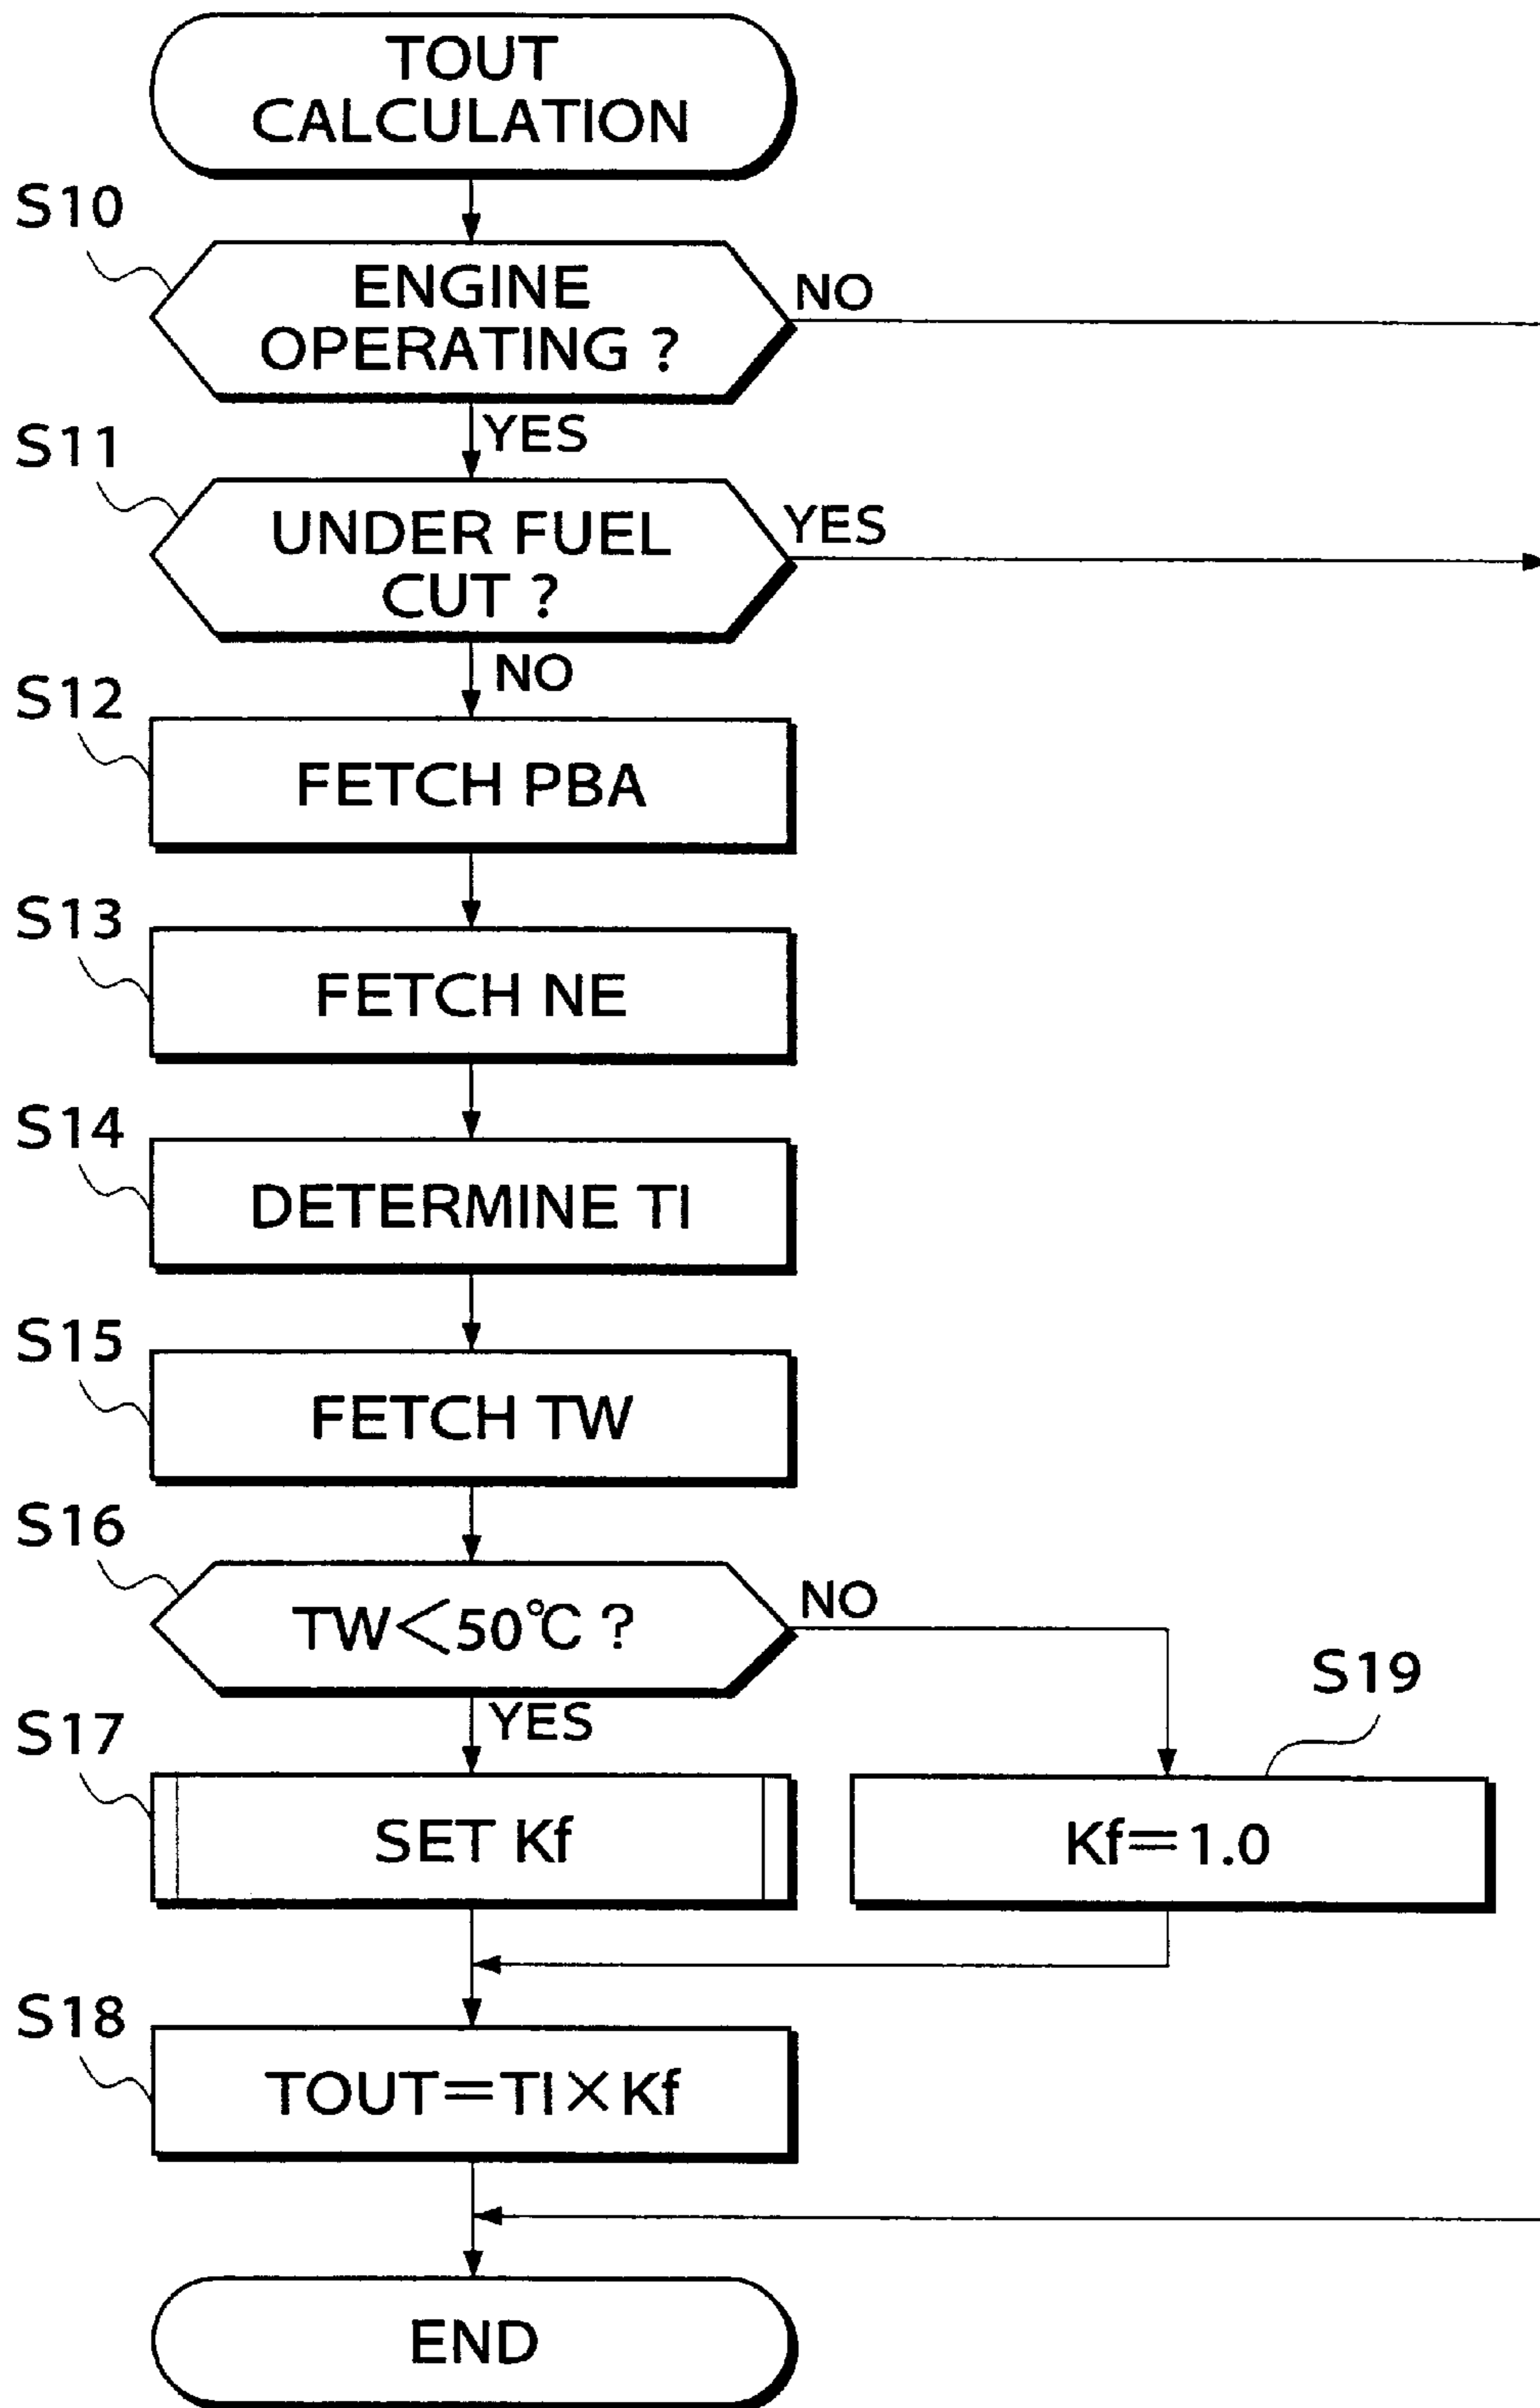 TOUT
CALCULATION
S10
ENGINE
OPERATING ?
NO
YES
S11
UNDER FUEL
CUT ?
YES
NO
S12
FETCH PBA
S13
FETCH NE
S14
DETERMINE TI
S15
FETCH TW
S16
TW<50℃ ?
NO
YES
S17
SET Kf
S19
Kf=1.0
S18
TOUT=TI×Kf
END